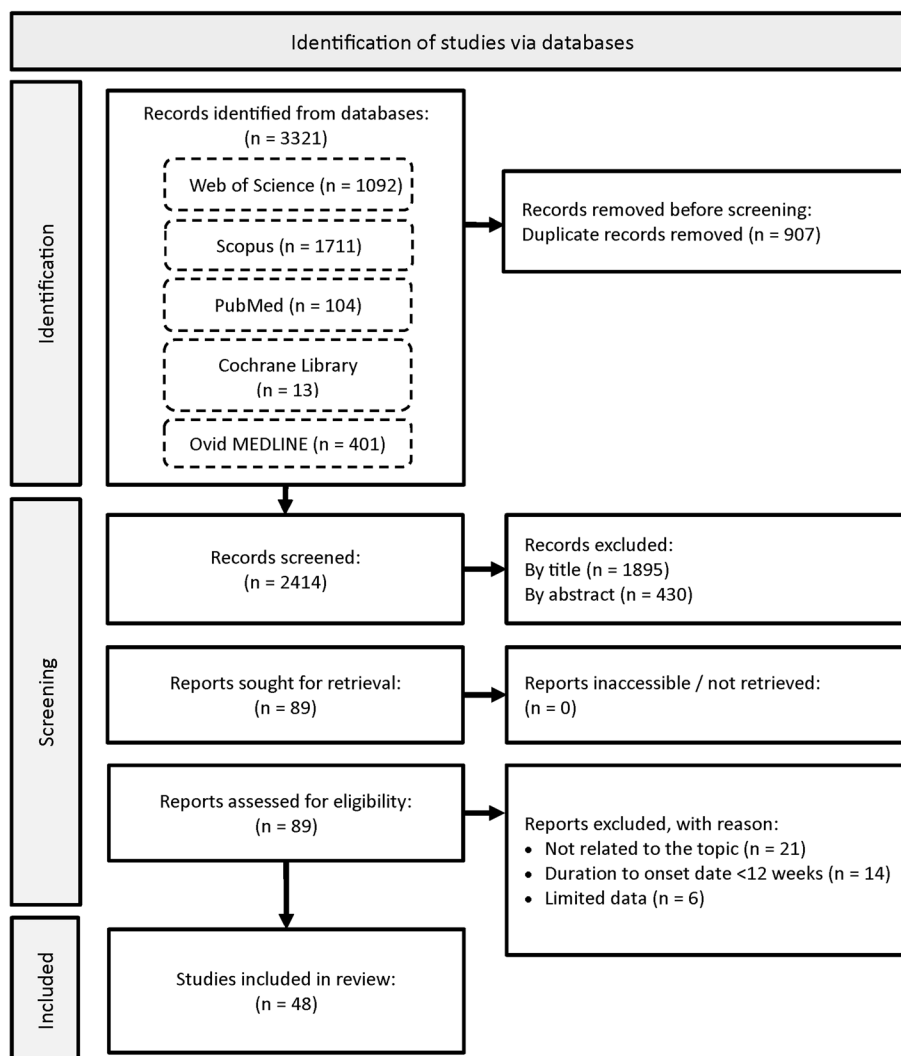 Identification of studies via databases
Identification
Records identified from databases:
(n = 3321)
Web of Science (n = 1092)
Scopus (n = 1711)
PubMed (n = 104)
Cochrane Library
(n = 13)
Ovid MEDLINE (n = 401)
Records removed before screening:
Duplicate records removed (n = 907)
Screening
Records screened:
(n = 2414)
Records excluded:
By title (n = 1895)
By abstract (n = 430)
Reports sought for retrieval:
(n = 89)
Reports inaccessible / not retrieved:
(n = 0)
Reports assessed for eligibility:
(n = 89)
Reports excluded, with reason:
• Not related to the topic (n = 21)
• Duration to onset date <12 weeks (n = 14)
• Limited data (n = 6)
Included
Studies included in review:
(n = 48)